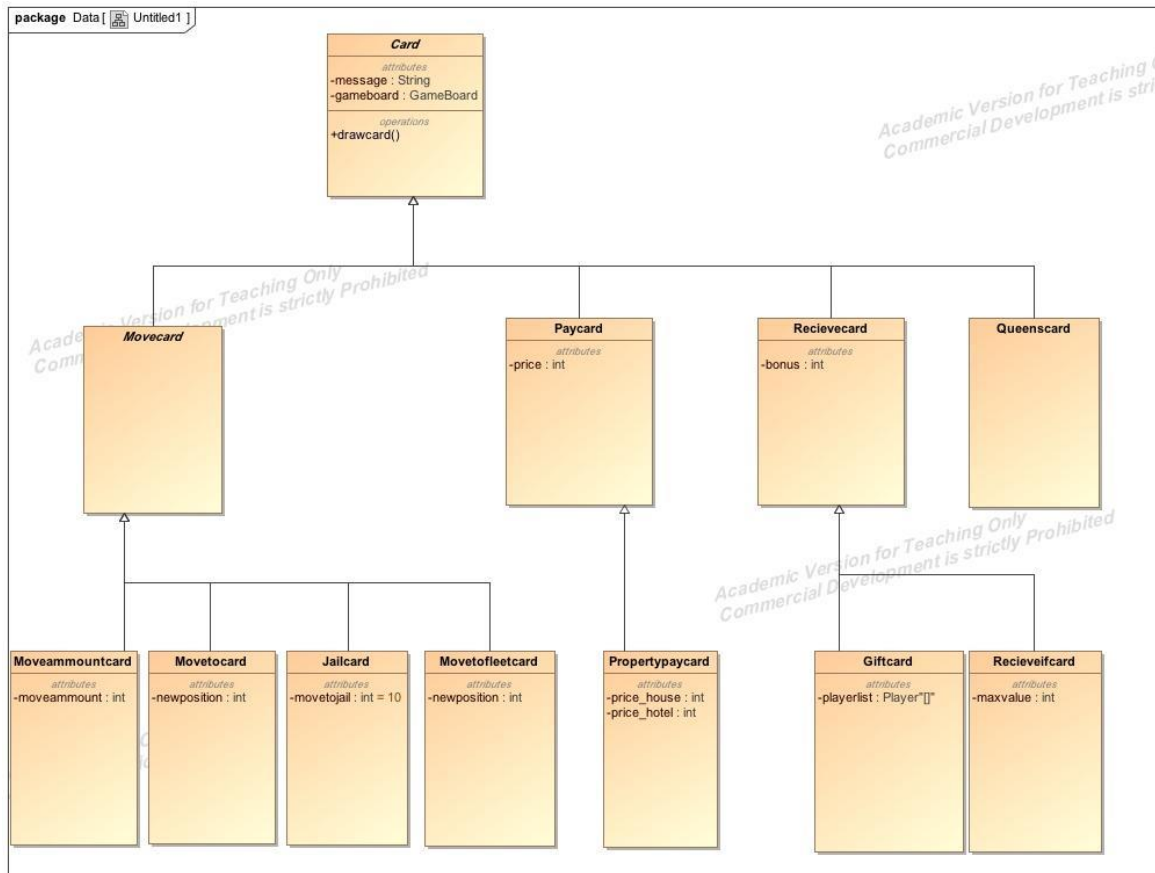 package Data [ Untitled1 ]
Card
attributes
-message : String
-gameboard : GameBoard
operations
+drawcard()
Academic Version for Teaching
Commercial Development is
Academic Version for Teaching Only
Commercial Development is strictly Prohibited
Movecard
Paycard
attributes
-price : int
Recievecard
attributes
-bonus : int
Queenscard
Academic Version for Teaching Only
Commercial Development is strictly Prohibited
Moveammountcard
attributes
-moveammount : int
Movetocard
attributes
-newposition : int
Jailcard
attributes
-movetojail : int = 10
Movetofleetcard
attributes
-newposition : int
Propertypaycard
attributes
-price_house : int
-price_hotel : int
Giftcard
attributes
-playerlist : Player"[]"
Recieveifcard
attributes
-maxvalue : int